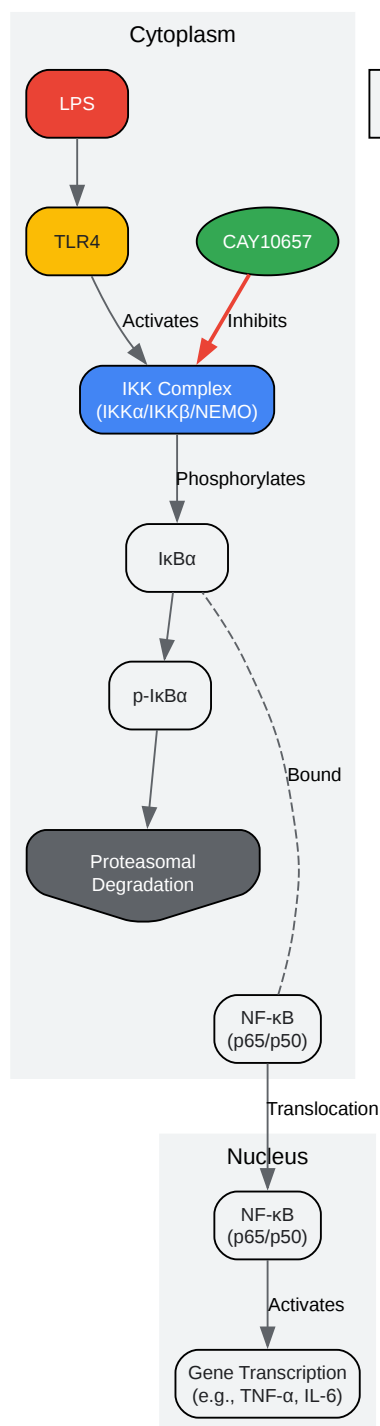 Cytoplasm
LPS
TLR4
CAY10657
Activates
Inhibits
IKK Complex
(IKKα/IKKβ/NEMO)
Phosphorylates
IκBα
p-IκBα
Bound
Proteasomal
Degradation
NF-κB
(p65/p50)
Translocation
Nucleus
NF-κB
(p65/p50)
Activates
Gene Transcription
(e.g., TNF-α, IL-6)